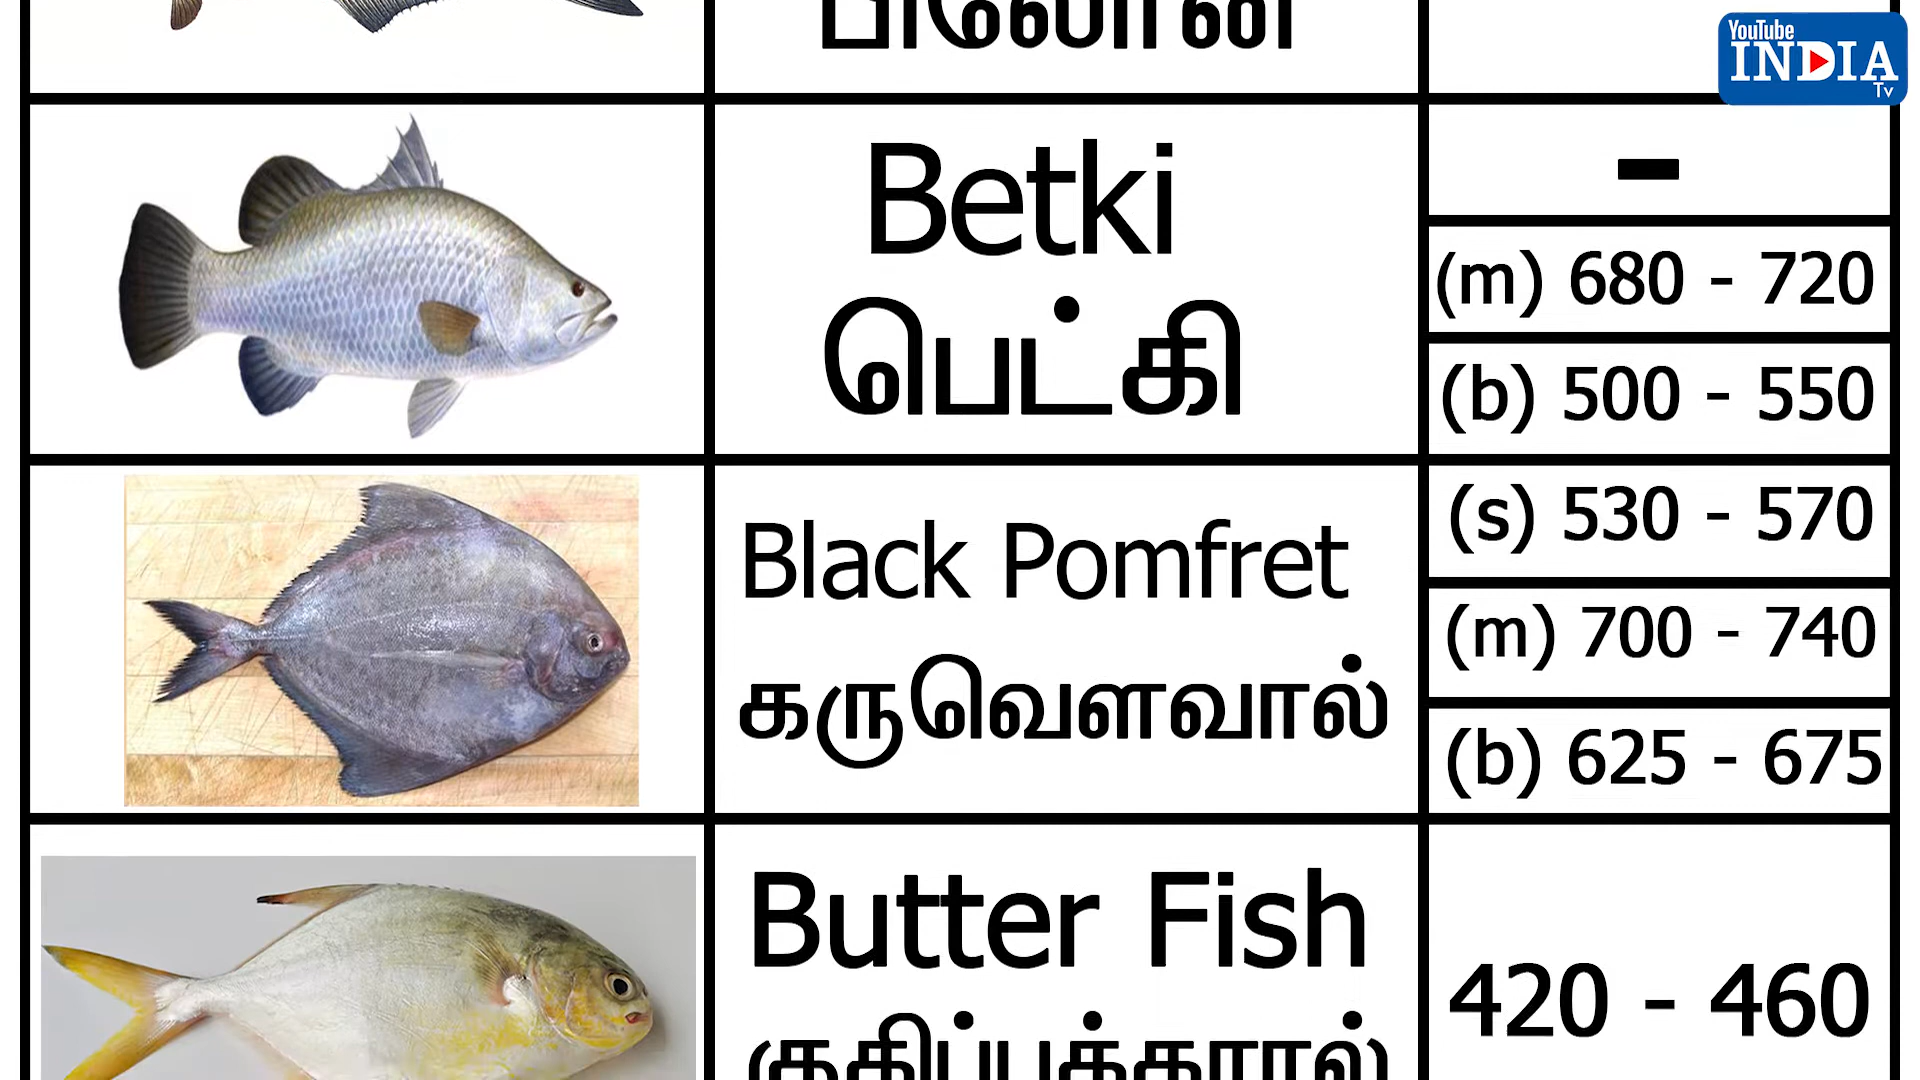 YouTube
INDIA
Tv
Betki
பெட்கி
-
(m) 680 - 720
(b) 500 - 550
Black Pomfret
கருவௌவால்
(s) 530 - 570
(m) 700 - 740
(b) 625 - 675
Butter Fish
420 - 460